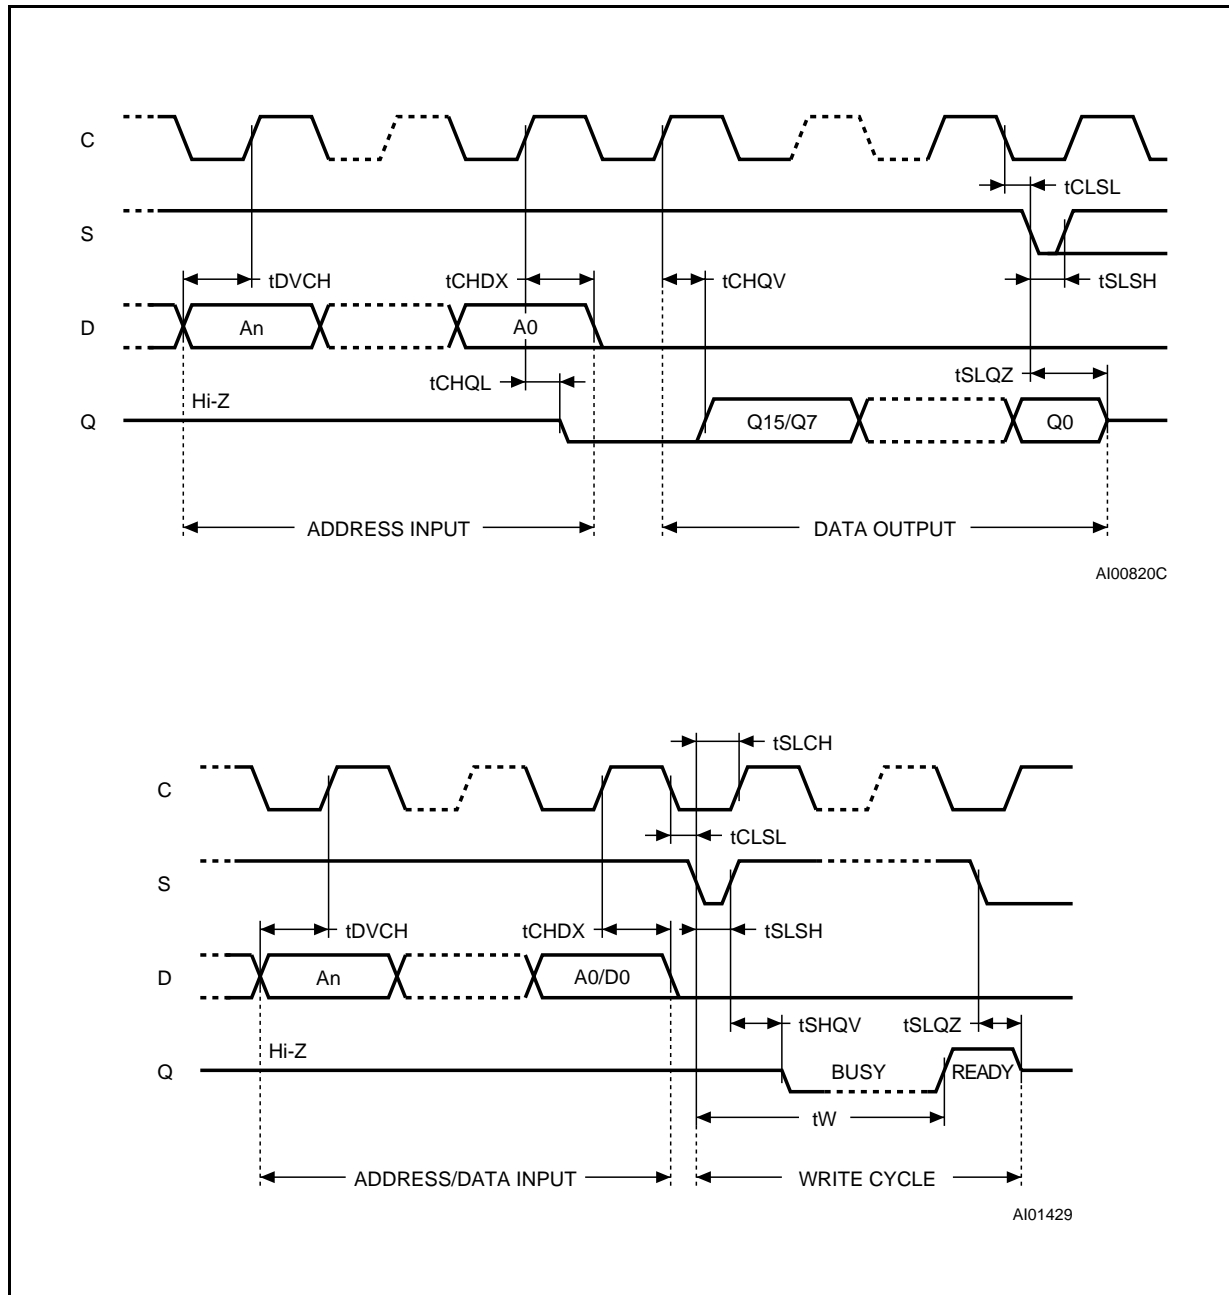 C
tCLSL
S
tDVCH
tCHDX
tCHQV
tSLSH
D
An
A0
tCHQL
tSLQZ
Hi-Z
Q
Q15/Q7
Q0
ADDRESS INPUT
DATA OUTPUT
AI00820C
tSLCH
C
tCLSL
S
tDVCH
tCHDX
tSLSH
D
An
A0/D0
tSHQV
tSLQZ
Hi-Z
Q
BUSY
READY
tW
ADDRESS/DATA INPUT
WRITE CYCLE
AI01429